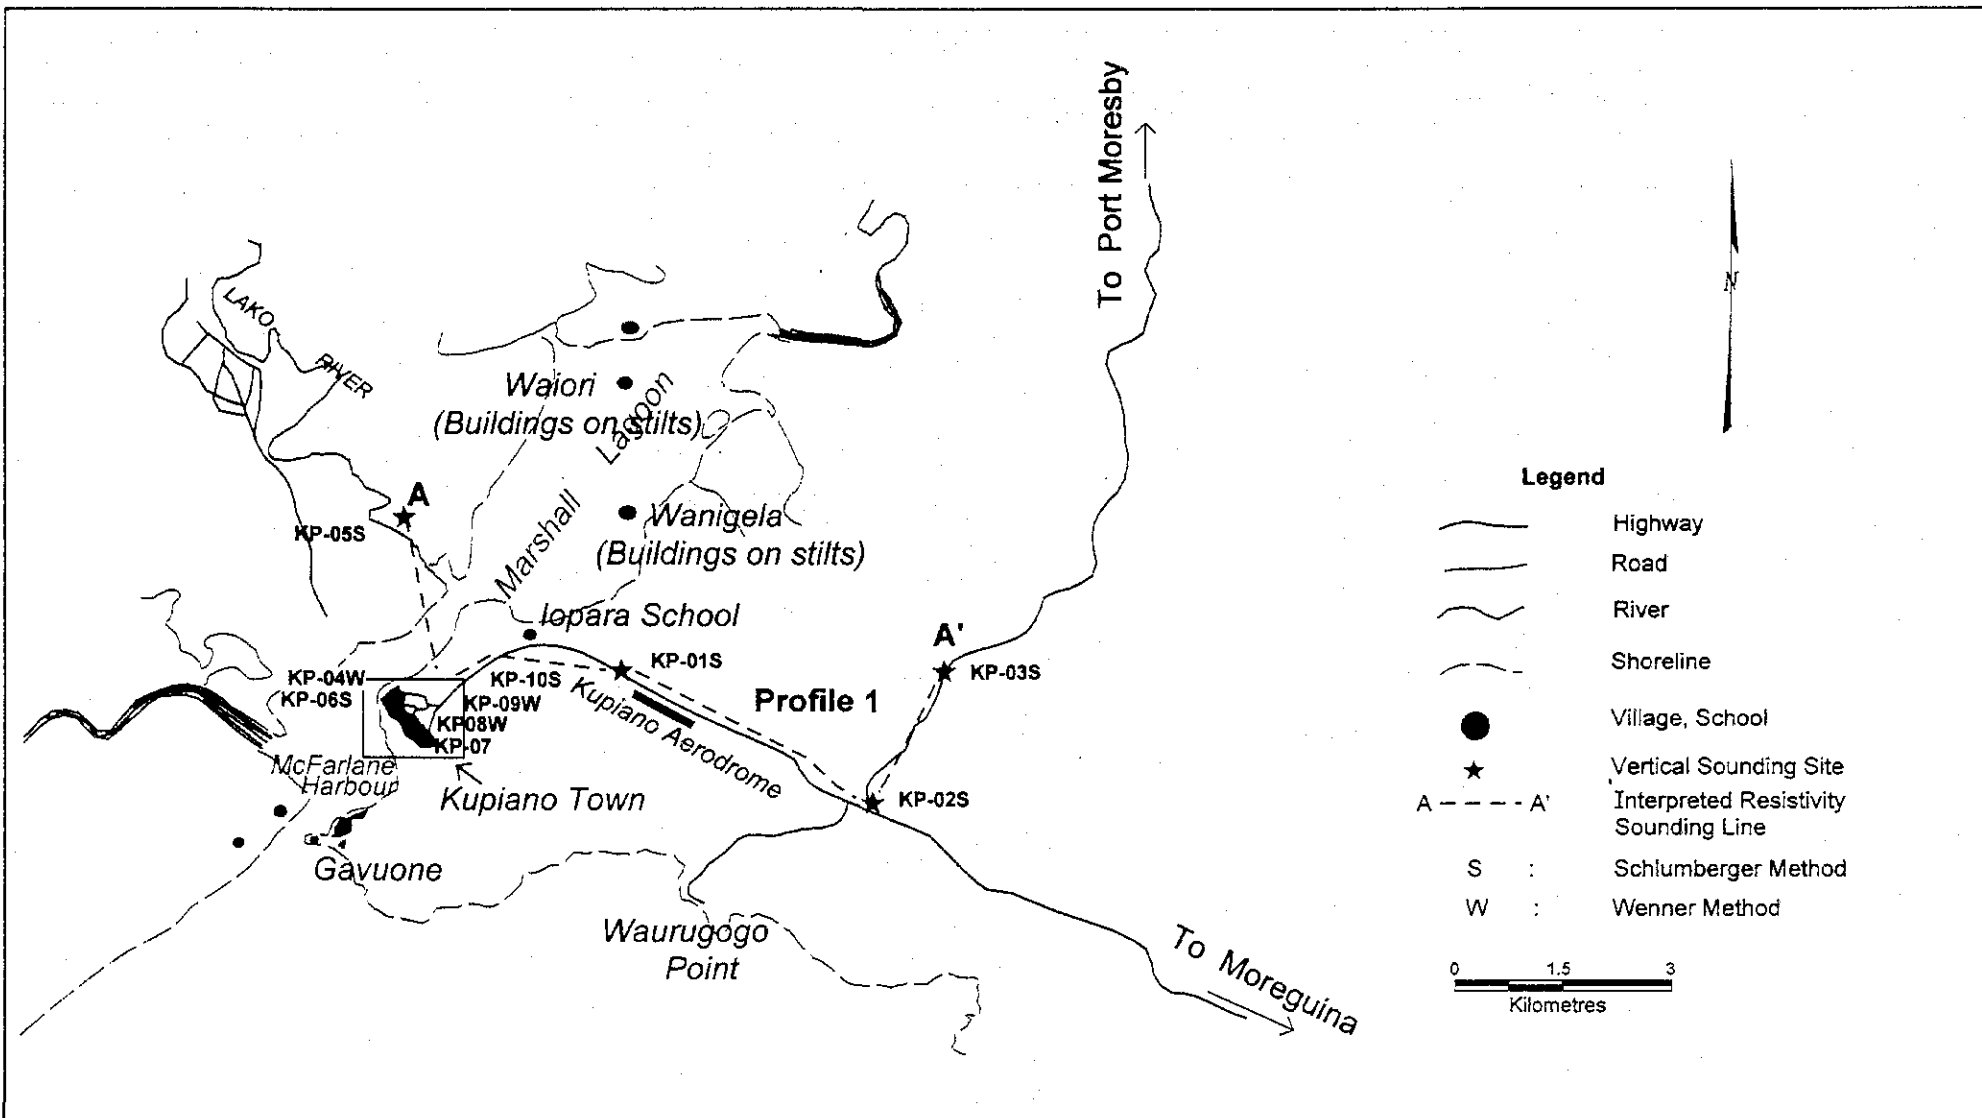 To Port Moresby
N
LAKO
RIVER
Waiori
(Buildings on stilts)
Lagoon
Marshall
A
KP-05S
Wanigela
(Buildings on stilts)
Iopara School
A'
KP-01S
KP-03S
KP-04W
KP-10S
KP-06S
KP-09W
KP08W
KP-07
Profile 1
Kupiano Aerodrome
McFarlane
Harbour
Kupiano Town
KP-02S
Gavuone
Waurugogo
Point
To Moreguina
Legend
Highway
Road
River
Shoreline
Village, School
Vertical Sounding Site
A - - - - A' Interpreted Resistivity
Sounding Line
S : Schlumberger Method
W : Wenner Method
0 1.5 3
Kilometres